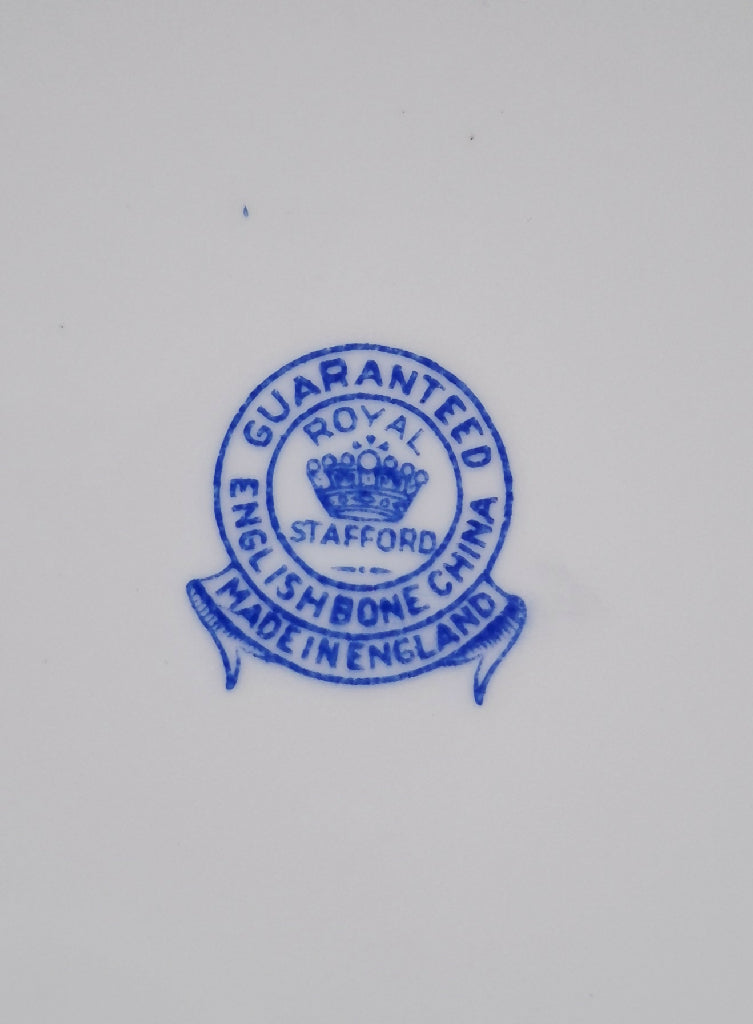 GUARANTEED
ROYAL
STAFFORD
ENGLISH BONE CHINA
MADE IN ENGLAND